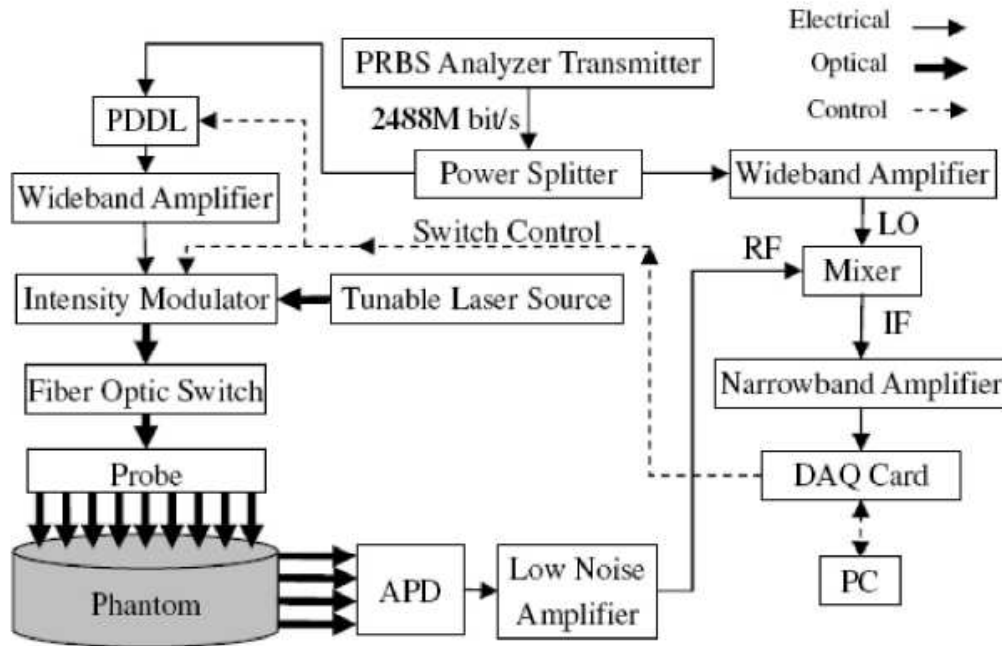 Electrical
PRBS Analyzer Transmitter
Optical
PDDL
2488M bit/s
Control
Power Splitter
Wideband Amplifier
Wideband Amplifier
Switch Control
LO
RF
Mixer
Intensity Modulator
Tunable Laser Source
IF
Fiber Optic Switch
Narrowband Amplifier
Probe
DAQ Card
Phantom
APD
Low Noise
Amplifier
PC